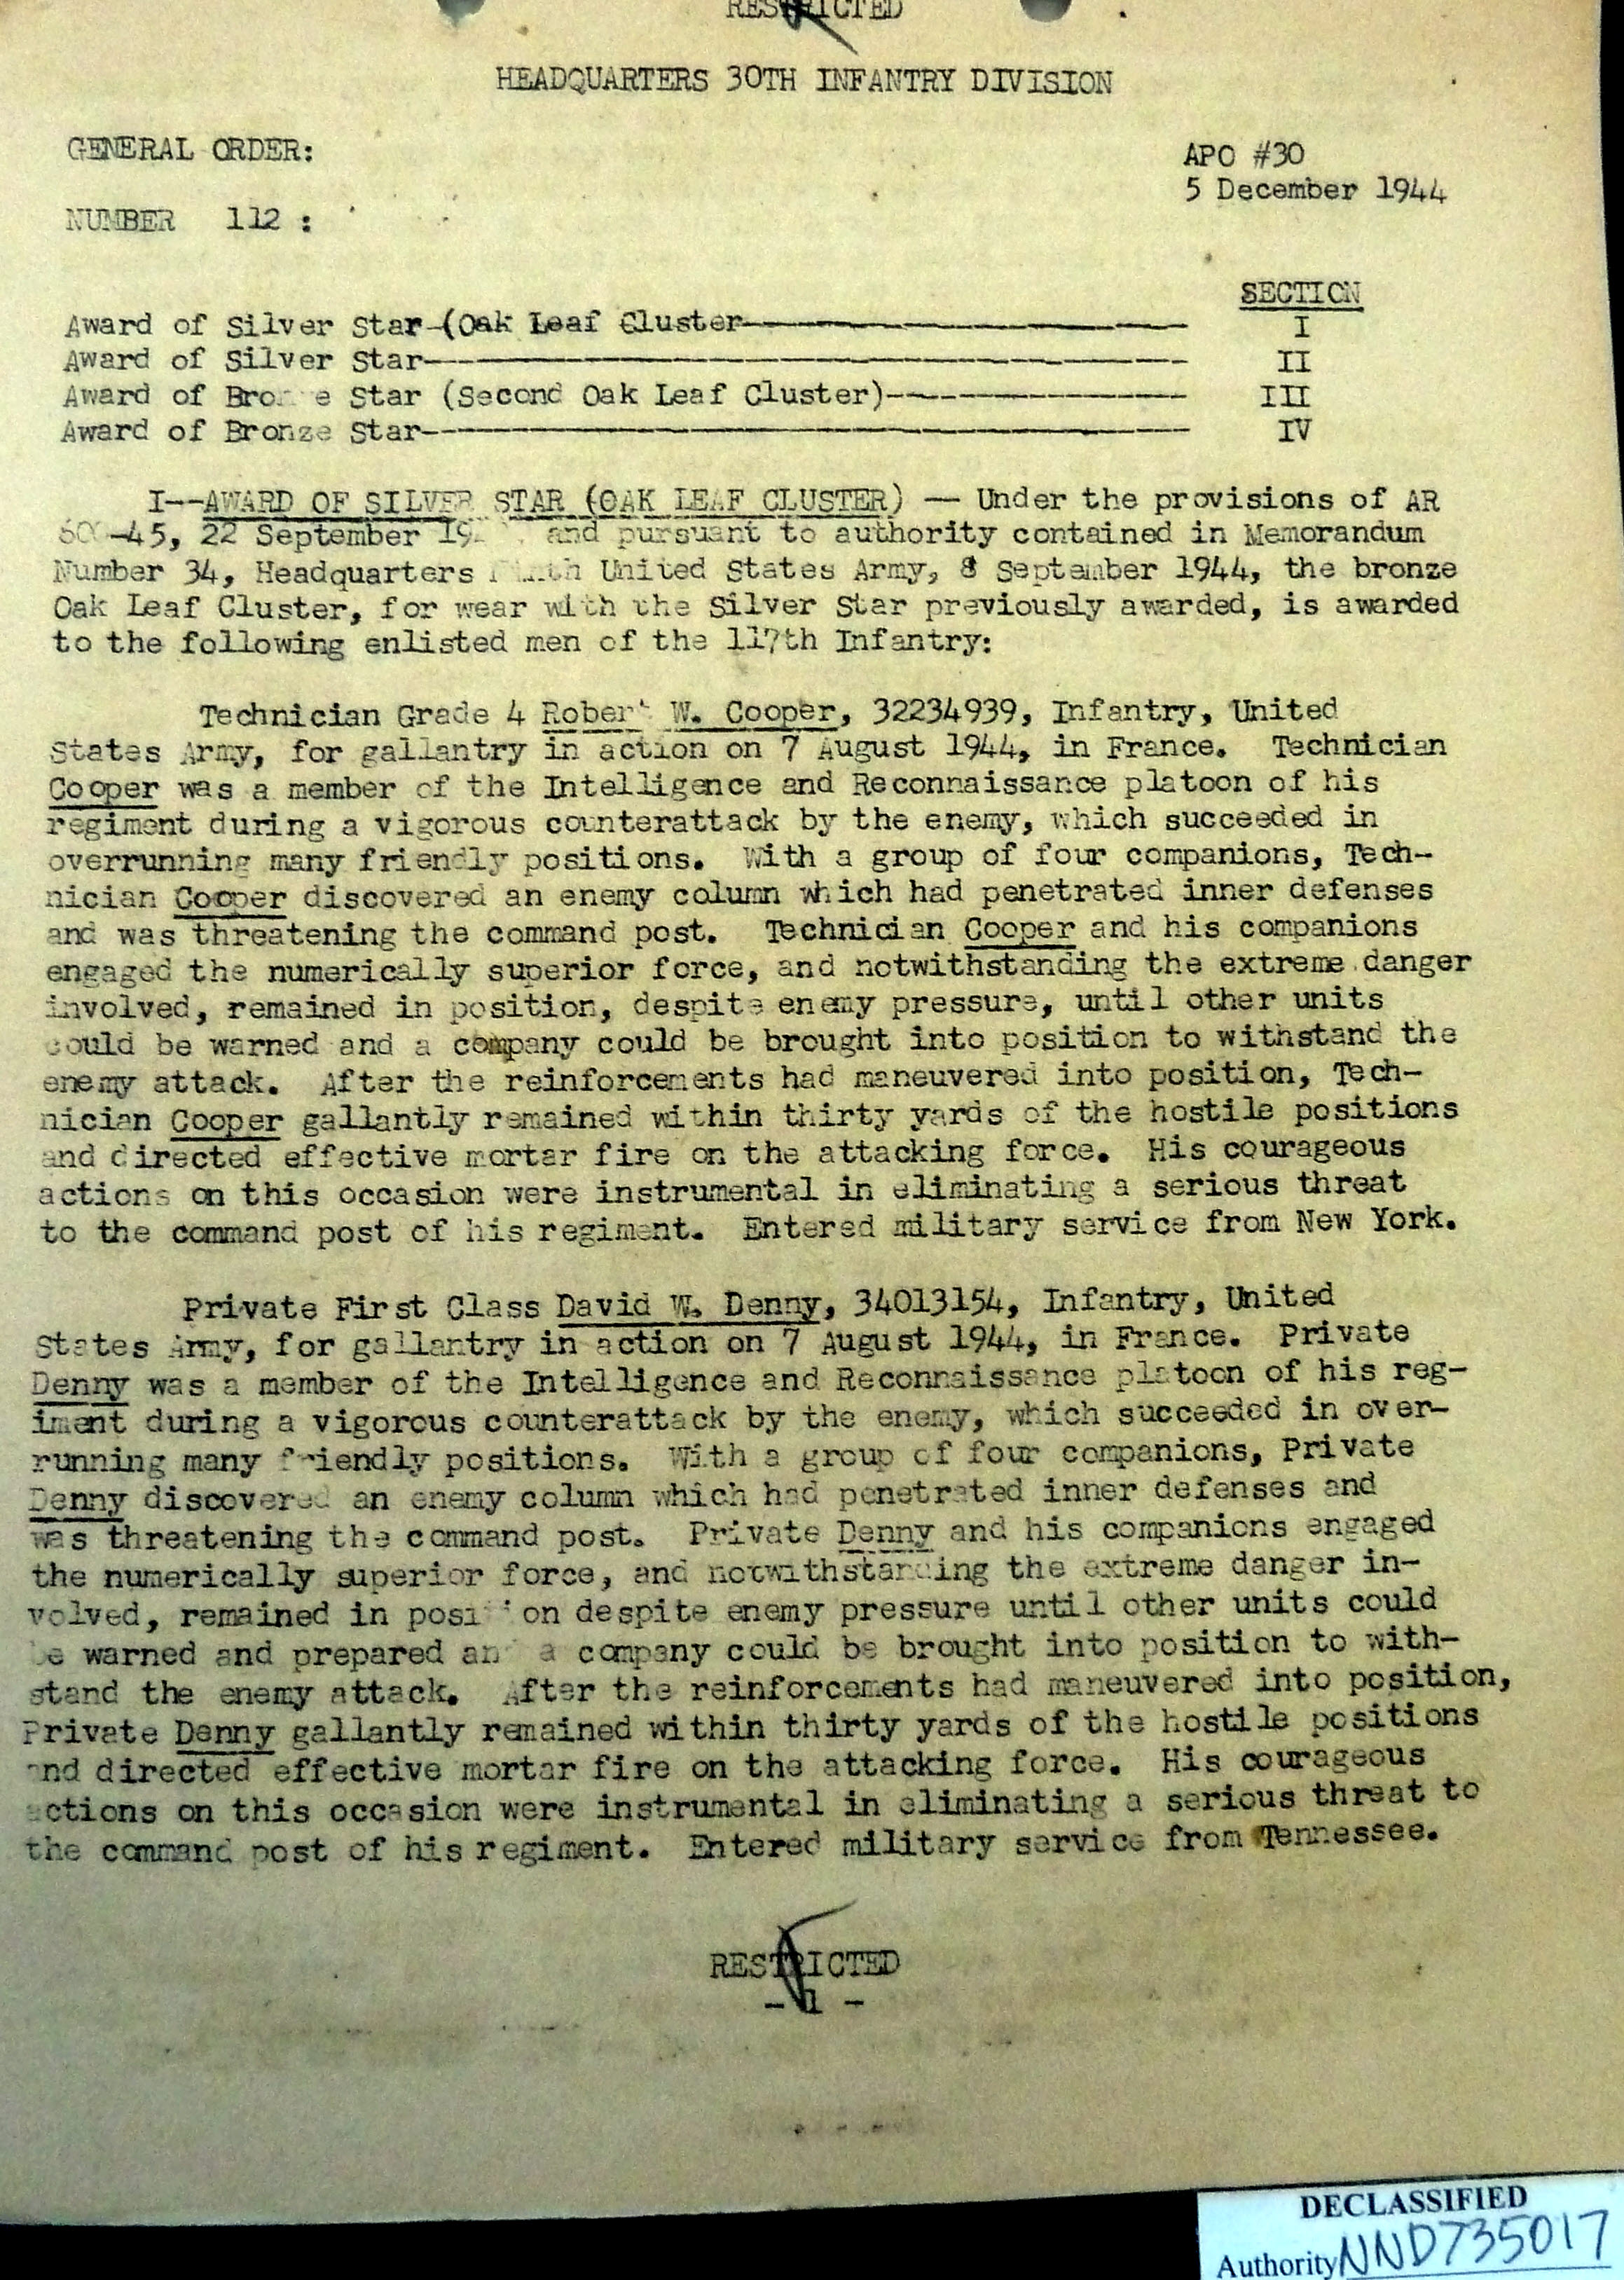 RESTRICTED
HEADQUARTERS 30TH INFANTRY DIVISION
GENERAL ORDER:
APO #30
5 December 1944
NUMBER 112 :
SECTION
Award of Silver Star-(Oak Leaf Cluster---------- I
Award of Silver Star---------- II
Award of Bro e Star (Second Oak Leaf Cluster)---------- III
Award of Bronze Star---------- IV
I--AWARD OF SILVER STAR (OAK LEAF CLUSTER) -- Under the provisions of AR
-45, 22 September and pursuant to authority contained in Memorandum
Number 34, Headquarters United States Army, 8 September 1944, the bronze
Oak Leaf Cluster, for wear with the Silver Star previously awarded, is awarded
to the following enlisted men of the 117th Infantry:
Technician Grade 4 Robert W. Cooper, 32234939, Infantry, United
States Army, for gallantry in action on 7 August 1944, in France. Technician
Cooper was a member of the Intelligence and Reconnaissance platoon of his
regiment during a vigorous counterattack by the enemy, which succeeded in
overrunning many friendly positions. With a group of four companions, Tech-
nician Cooper discovered an enemy column which had penetrated inner defenses
and was threatening the command post. Technician Cooper and his companions
engaged the numerically superior force, and notwithstanding the extreme danger
involved, remained in position, despite enemy pressure, until other units
could be warned and a company could be brought into position to withstand the
enemy attack. After the reinforcements had maneuvered into position, Tech-
nician Cooper gallantly remained within thirty yards of the hostile positions
and directed effective mortar fire on the attacking force. His courageous
actions on this occasion were instrumental in eliminating a serious threat
to the command post of his regiment. Entered military service from New York.
Private First Class David W. Denny, 34013154, Infantry, United
States Army, for gallantry in action on 7 August 1944, in France. Private
Denny was a member of the Intelligence and Reconnaissance platoon of his reg-
iment during a vigorous counterattack by the enemy, which succeeded in over-
running many friendly positions. With a group of four companions, Private
Denny discovered an enemy column which had penetrated inner defenses and
was threatening the command post. Private Denny and his companions engaged
the numerically superior force, and notwithstanding the extreme danger in-
volved, remained in position despite enemy pressure until other units could
be warned and prepared and a company could be brought into position to with-
stand the enemy attack. After the reinforcements had maneuvered into position,
Private Denny gallantly remained within thirty yards of the hostile positions
and directed effective mortar fire on the attacking force. His courageous
actions on this occasion were instrumental in eliminating a serious threat to
the command post of his regiment. Entered military service from Tennessee.
RESTRICTED
- 1 -
DECLASSIFIED
Authority NND735017